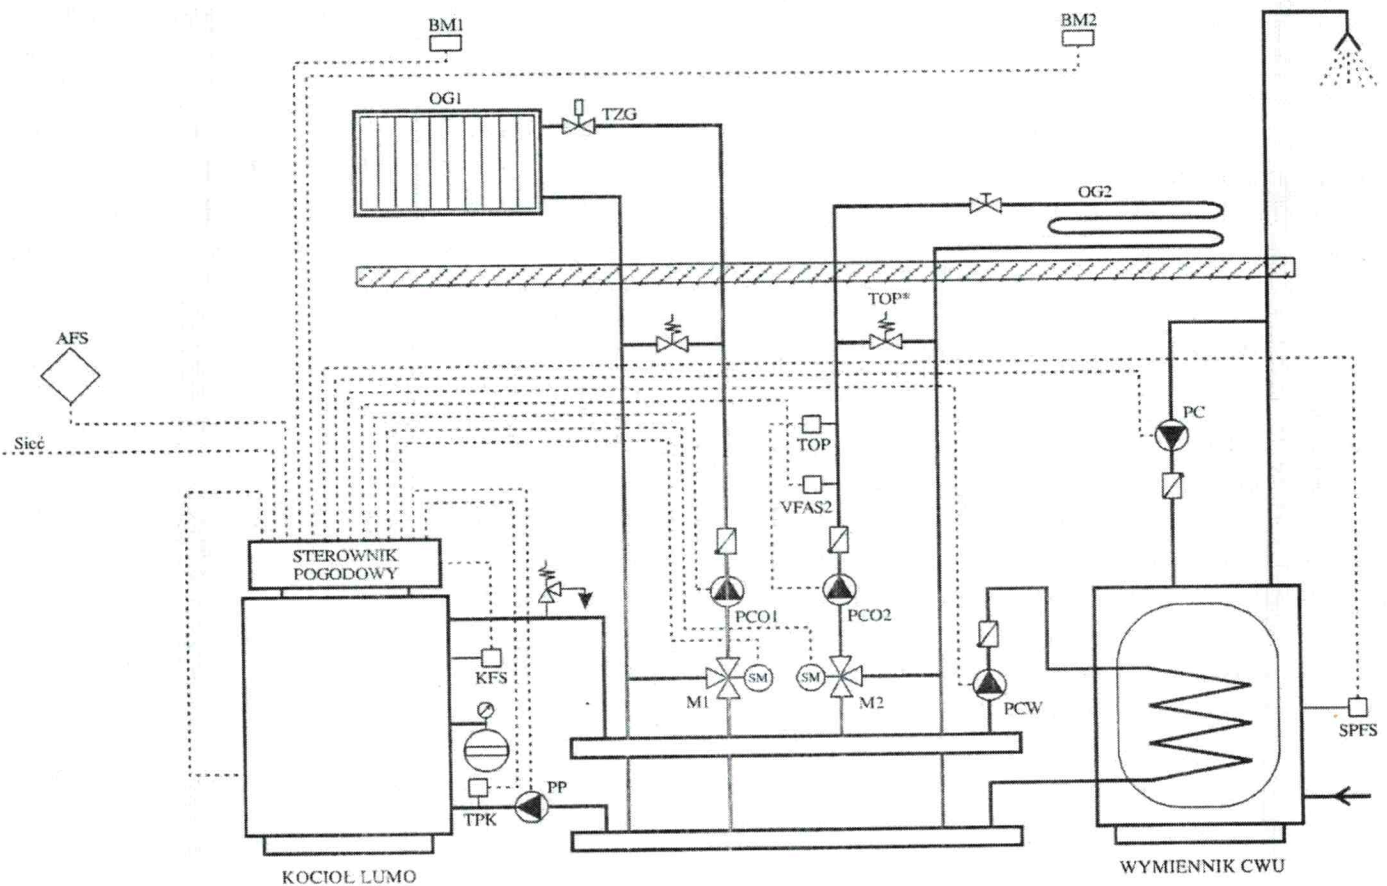 BM1
BM2
OG1
TZG
OG2
TOP*
AFS
Sieć
PC
TOP
VFAS2
STEROWNIK
POGODOWY
PCO1
PCO2
KFS
SM
SM
M1
M2
PCW
SPFS
PP
TPK
KOCIOŁ LUMO
WYMIENNIK CWU